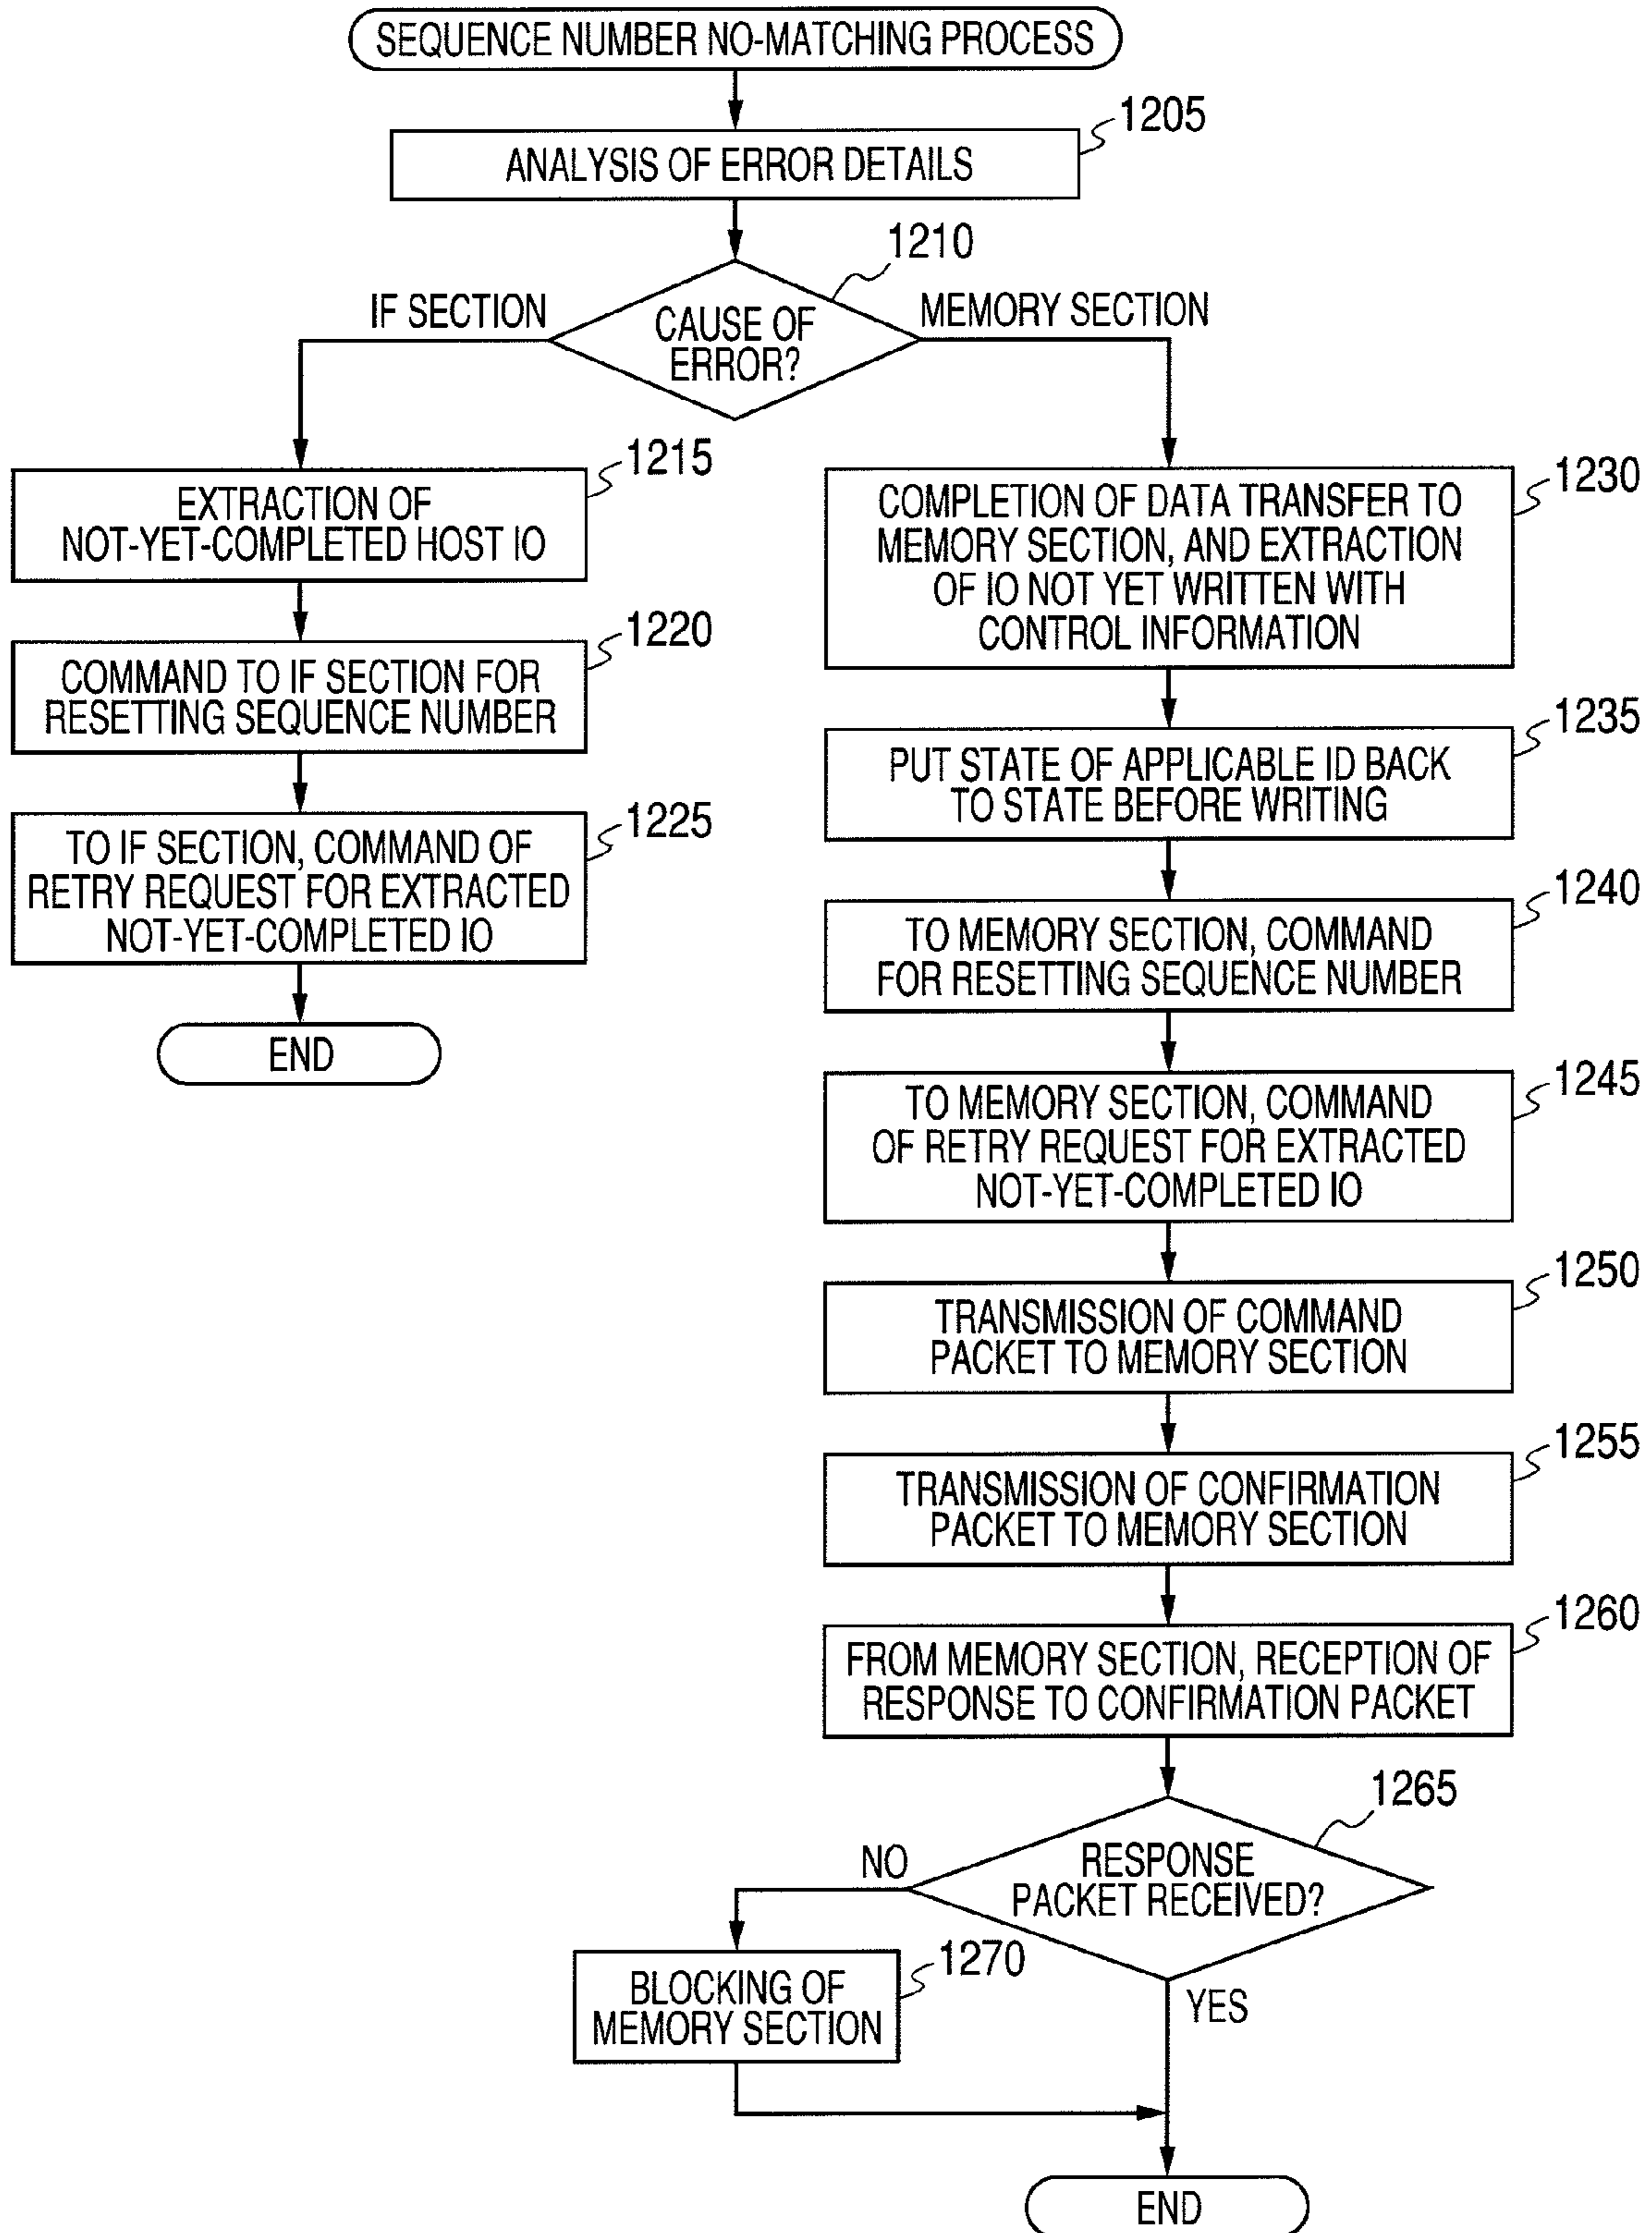 SEQUENCE NUMBER NO-MATCHING PROCESS
1205
ANALYSIS OF ERROR DETAILS
1210
IF SECTION
CAUSE OF
ERROR?
MEMORY SECTION
1215
EXTRACTION OF
NOT-YET-COMPLETED HOST IO
1220
COMMAND TO IF SECTION FOR
RESETTING SEQUENCE NUMBER
1225
TO IF SECTION, COMMAND OF
RETRY REQUEST FOR EXTRACTED
NOT-YET-COMPLETED IO
END
1230
COMPLETION OF DATA TRANSFER TO
MEMORY SECTION, AND EXTRACTION
OF IO NOT YET WRITTEN WITH
CONTROL INFORMATION
1235
PUT STATE OF APPLICABLE ID BACK
TO STATE BEFORE WRITING
1240
TO MEMORY SECTION, COMMAND
FOR RESETTING SEQUENCE NUMBER
1245
TO MEMORY SECTION, COMMAND
OF RETRY REQUEST FOR EXTRACTED
NOT-YET-COMPLETED IO
1250
TRANSMISSION OF COMMAND
PACKET TO MEMORY SECTION
1255
TRANSMISSION OF CONFIRMATION
PACKET TO MEMORY SECTION
1260
FROM MEMORY SECTION, RECEPTION OF
RESPONSE TO CONFIRMATION PACKET
1265
NO
RESPONSE
PACKET RECEIVED?
1270
BLOCKING OF
MEMORY SECTION
YES
END